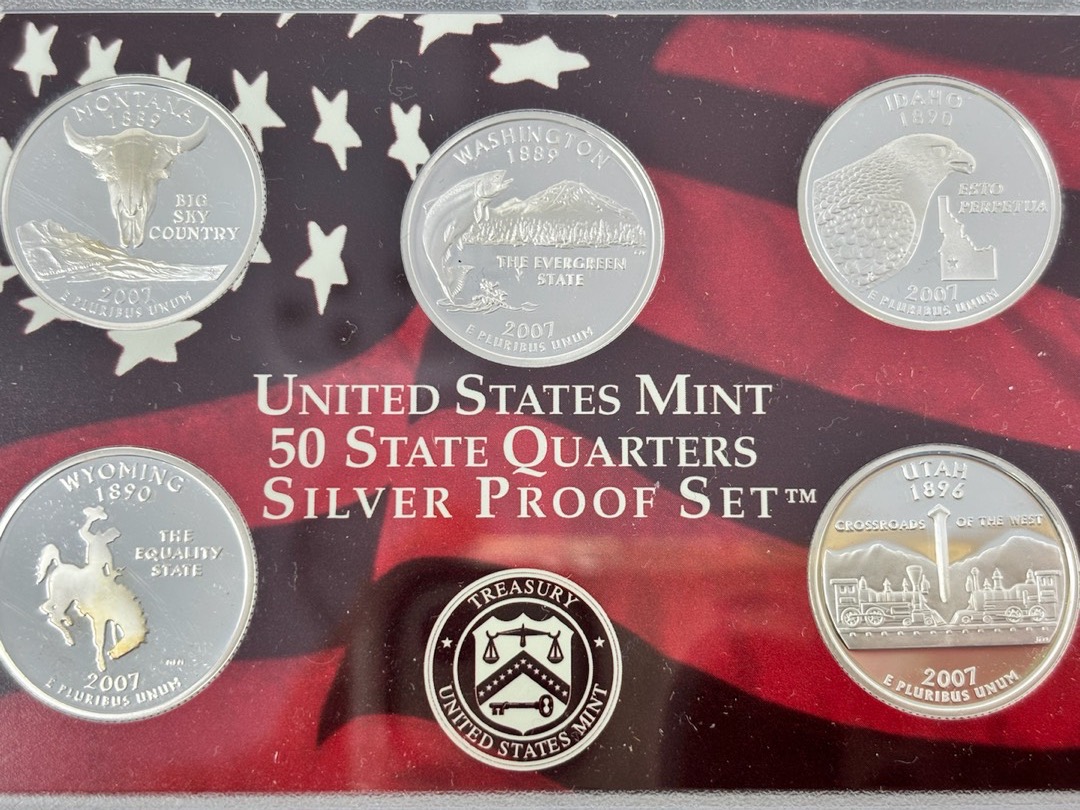 MONTANA
1889
BIG
SKY
COUNTRY
2007
E PLURIBUS UNUM
WASHINGTON
1889
THE EVERGREEN
STATE
2007
E PLURIBUS UNUM
IDAHO
1890
ESTO
PERPETUA
2007
E PLURIBUS UNUM
UNITED STATES MINT
50 STATE QUARTERS
SILVER PROOF SET™
WYOMING
1890
THE
EQUALITY
STATE
2007
E PLURIBUS UNUM
TREASURY
UNITED STATES MINT
UTAH
1896
CROSSROADS OF THE WEST
2007
E PLURIBUS UNUM